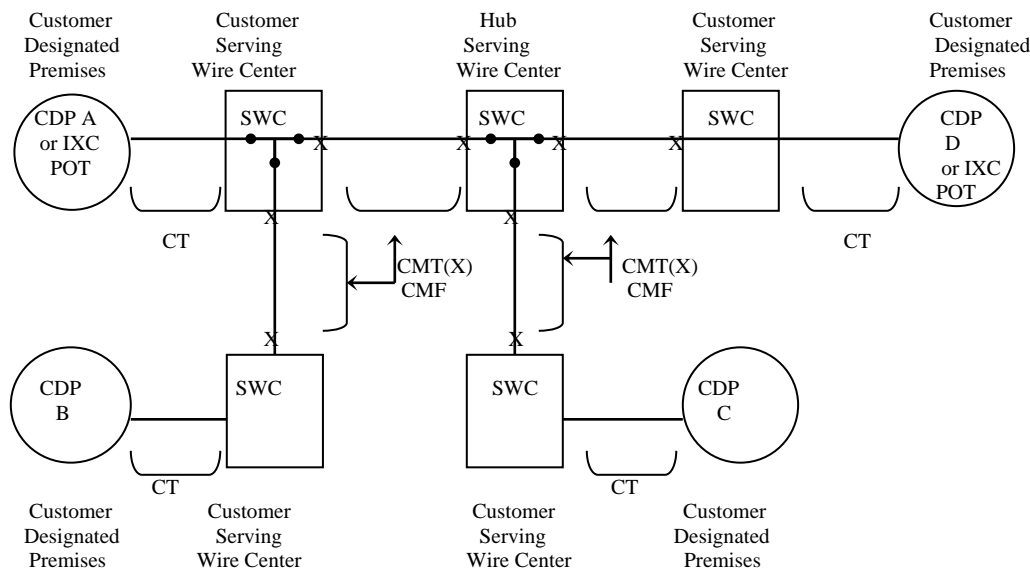 Customer
Designated
Premises
Customer
Serving
Wire Center
Hub
Serving
Wire Center
Customer
Serving
Wire Center
Customer
Designated
Premises
CDP A
or IXC
POT
SWC
SWC
SWC
CDP
D
or IXC
POT
X
X
X
X
X
X
CT
CT
CMT(X)
CMF
CMT(X)
CMF
X
X
CDP
B
SWC
SWC
CDP
C
CT
CT
Customer
Designated
Premises
Customer
Serving
Wire Center
Customer
Serving
Wire Center
Customer
Designated
Premises